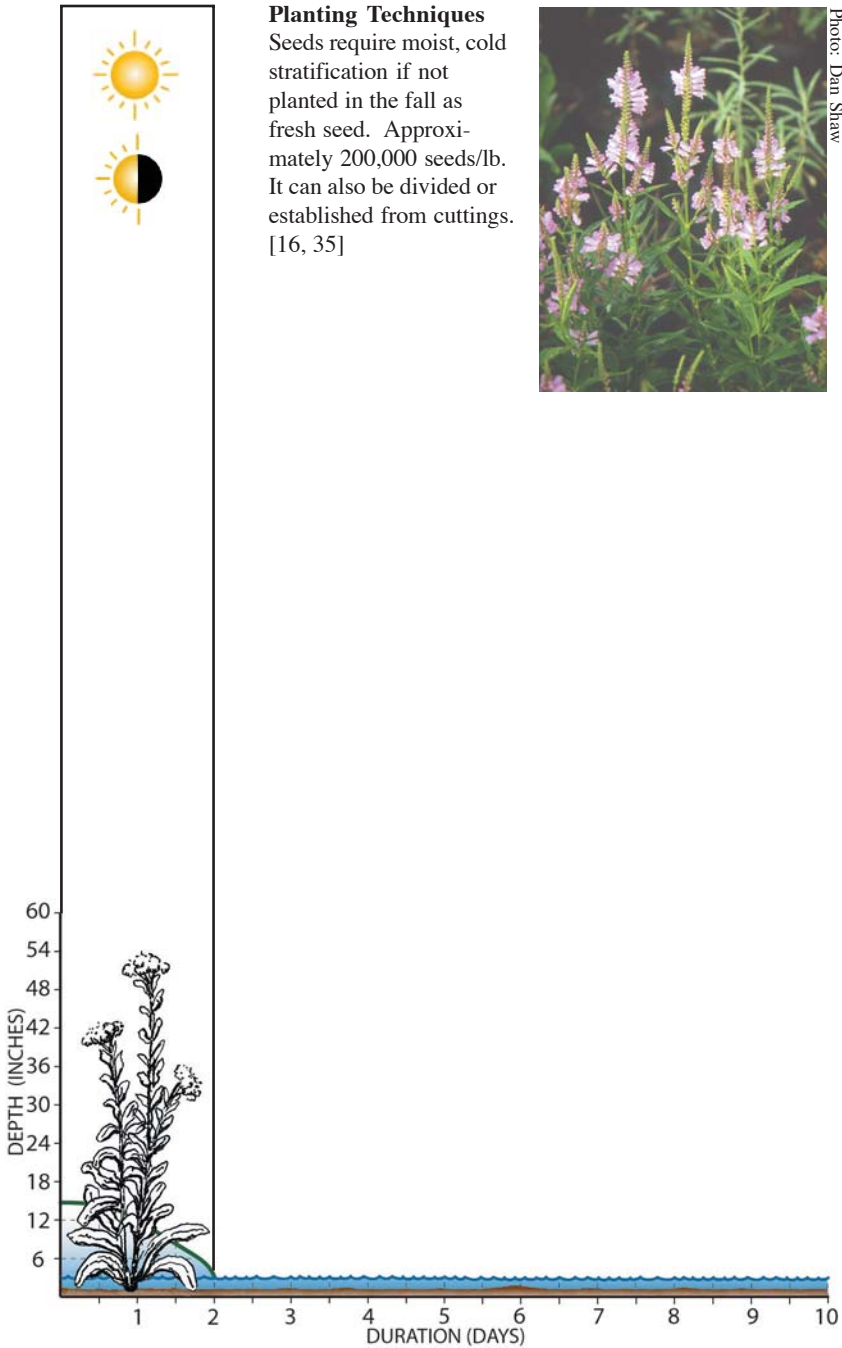 Planting Techniques
Seeds require moist, cold
stratification if not
planted in the fall as
fresh seed. Approxi-
mately 200,000 seeds/lb.
It can also be divided or
established from cuttings.
[16, 35]
Photo: Dan Shaw
60
54
48
42
36
30
24
18
12
6
DEPTH (INCHES)
1 2 3 4 5 6 7 8 9 10
DURATION (DAYS)